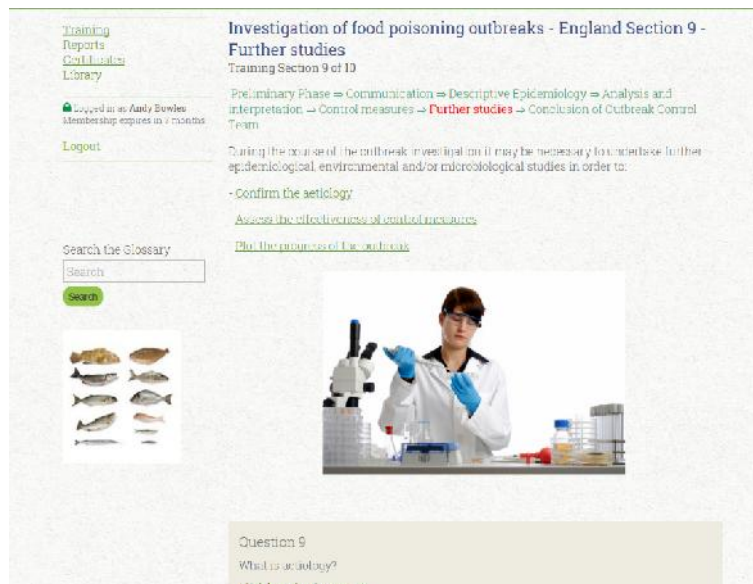 Training
Reports
Certificates
Library
Logged in as Andy Bowles
Membership expires in 7 months
Logout
Search the Glossary
Search
Search
Investigation of food poisoning outbreaks - England Section 9 -
Further studies
Training Section 9 of 10
Preliminary Phase ⇒ Communication ⇒ Descriptive Epidemiology ⇒ Analysis and
interpretation ⇒ Control measures ⇒ Further studies ⇒ Conclusion of Outbreak Control
Team
During the course of the outbreak investigation it may be necessary to undertake further
epidemiological, environmental and/or microbiological studies in order to:
- Confirm the aetiology
Assess the effectiveness of control measures
Plot the progress of the outbreak
Question 9
What is aetiology?